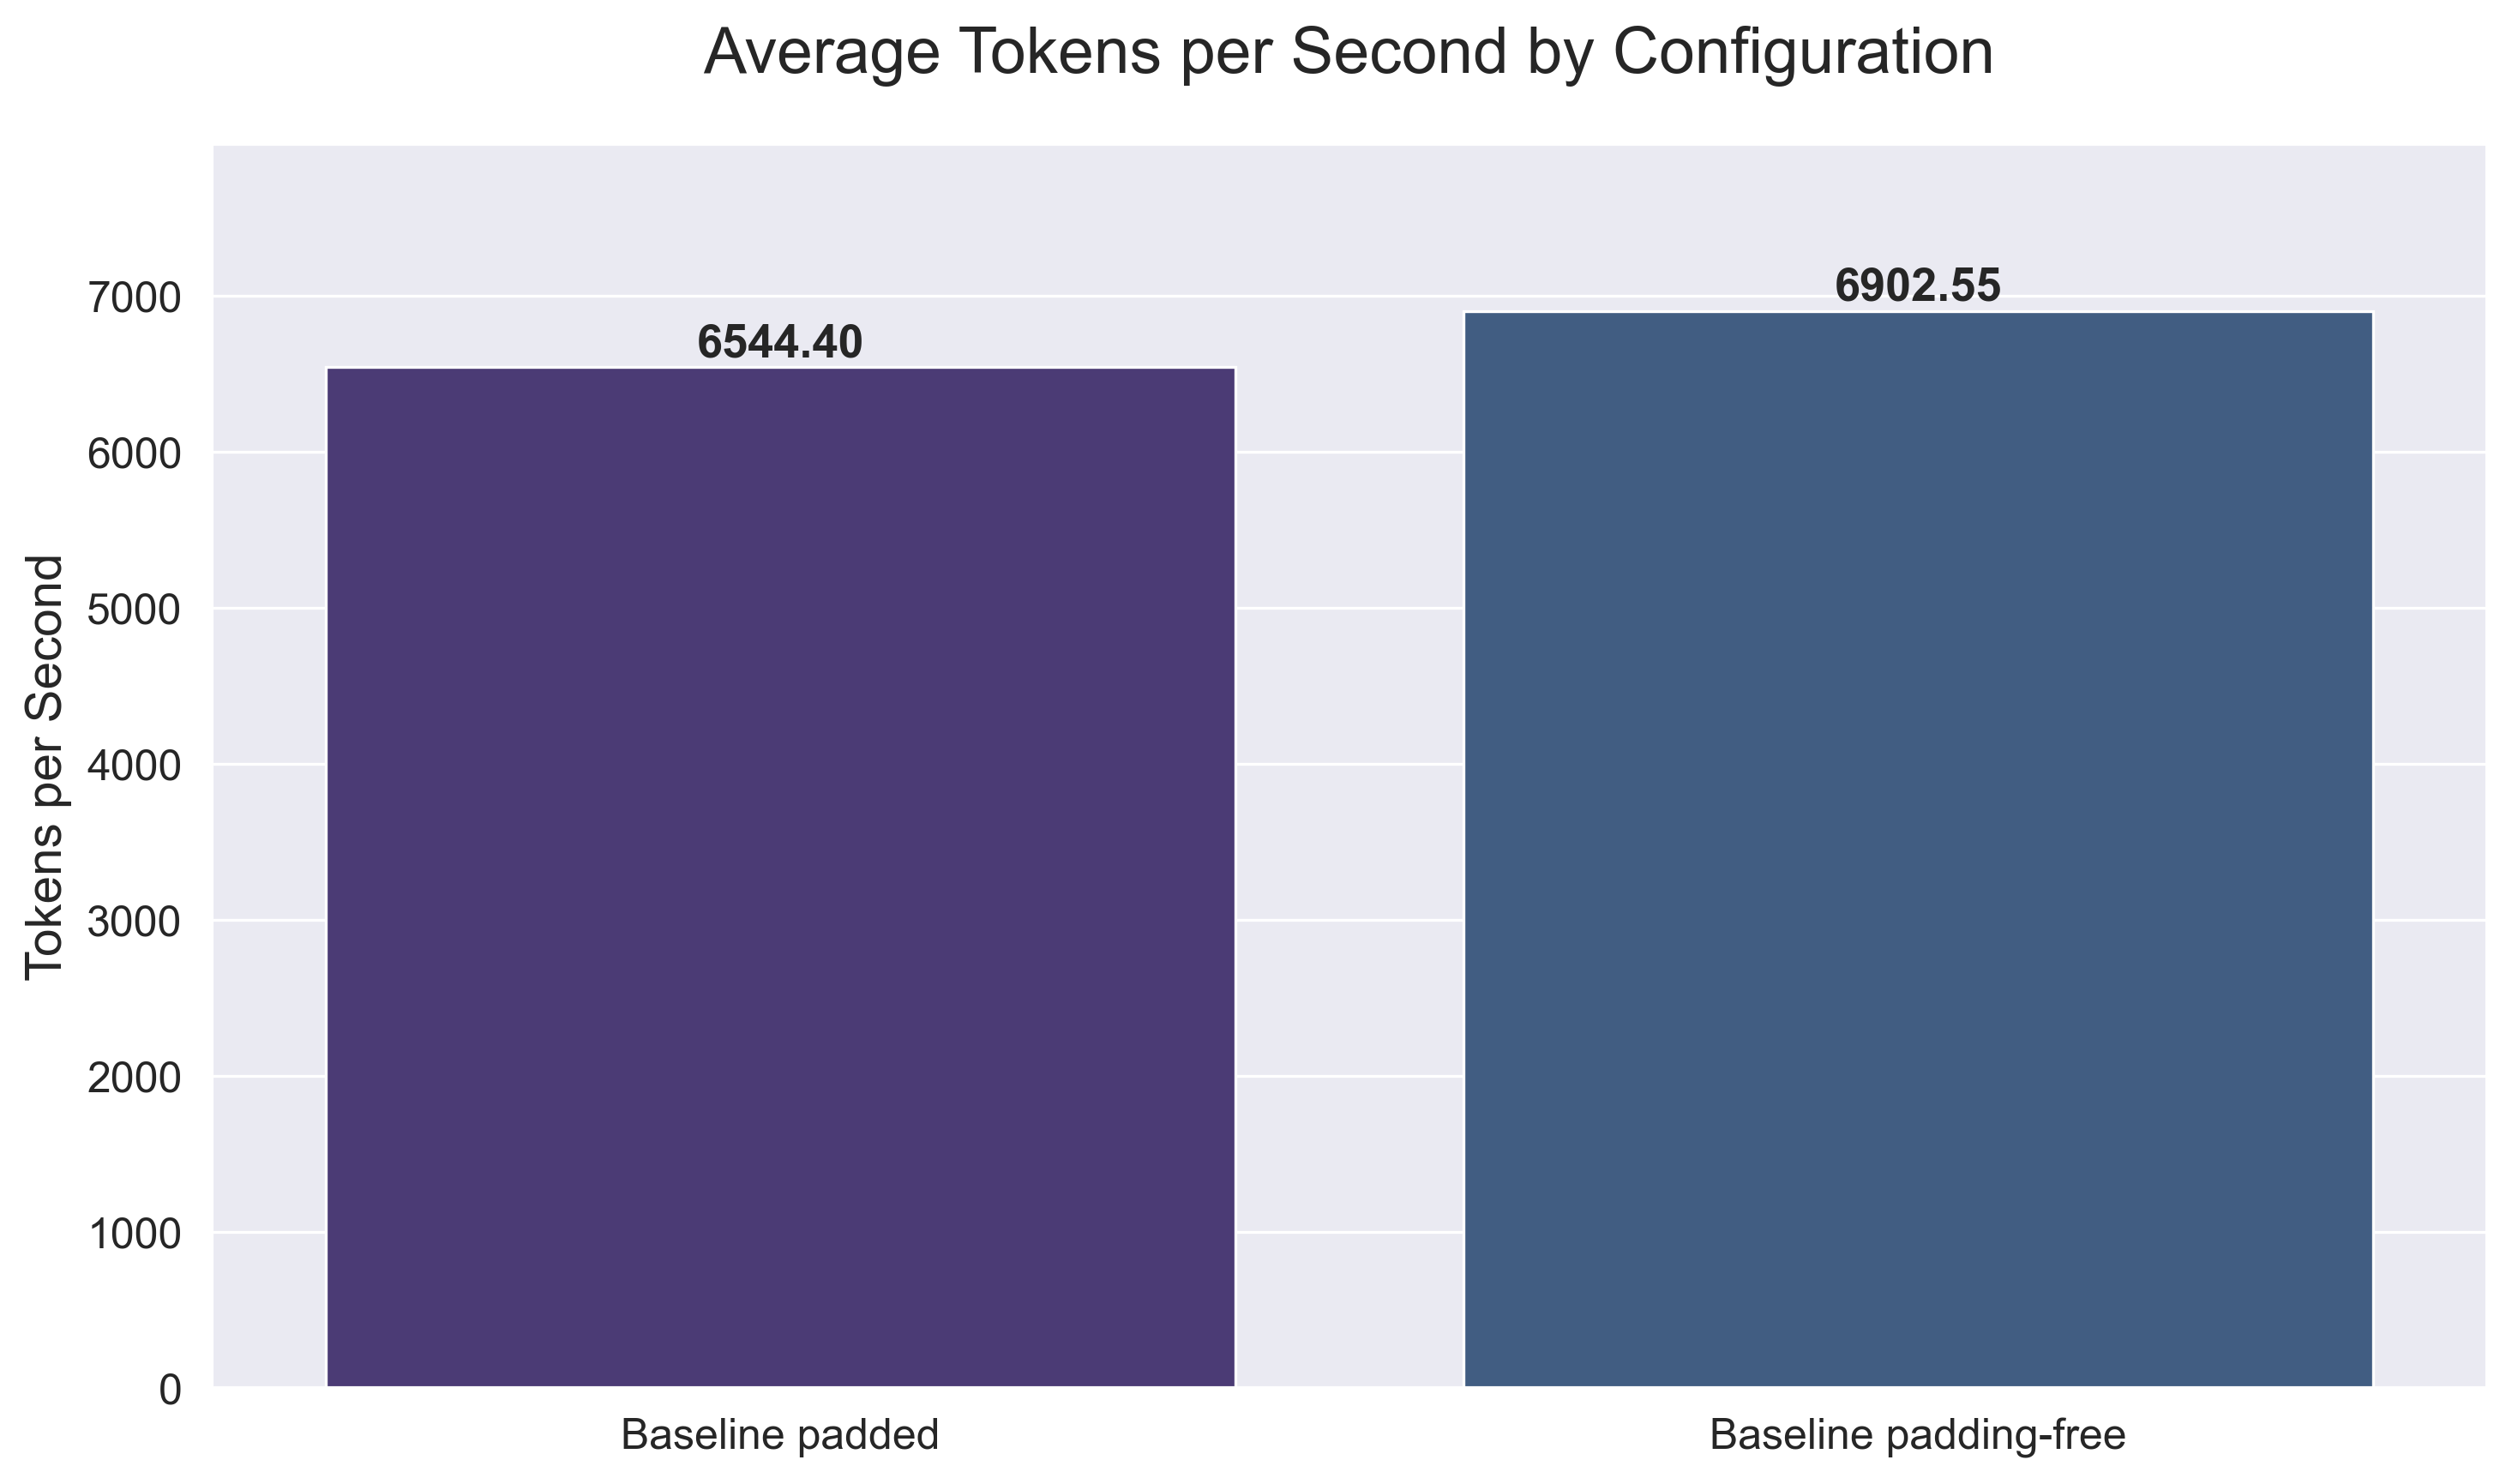 Average Tokens per Second by Configuration
Tokens per Second
7000
6000
5000
4000
3000
2000
1000
0
6544.40
6902.55
Baseline padded
Baseline padding-free